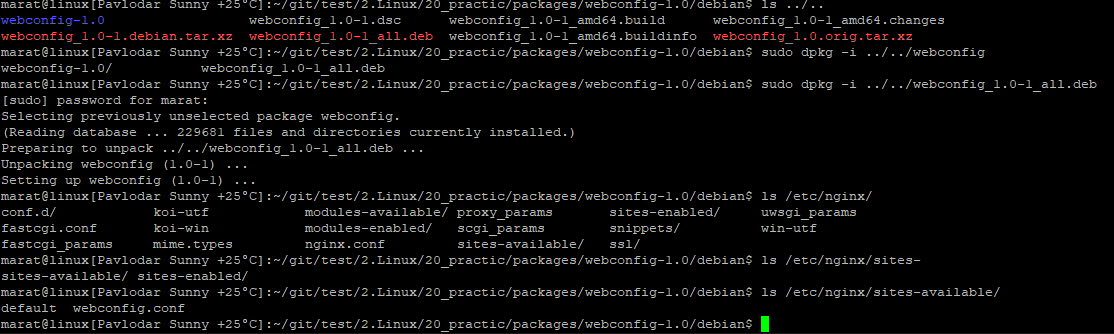 marat@linux[Pavlodar Sunny +25°C]:~/git/test/2.Linux/20_practic/packages/webconfig-1.0/debian$ ls ../..
webconfig-1.0 webconfig_1.0-1.dsc webconfig_1.0-1_amd64.build webconfig_1.0-1_amd64.changes
webconfig_1.0-1.debian.tar.xz webconfig_1.0-1_all.deb webconfig_1.0-1_amd64.buildinfo webconfig_1.0.orig.tar.xz
marat@linux[Pavlodar Sunny +25°C]:~/git/test/2.Linux/20_practic/packages/webconfig-1.0/debian$ sudo dpkg -i ../../webconfig
webconfig-1.0/ webconfig_1.0-1_all.deb
marat@linux[Pavlodar Sunny +25°C]:~/git/test/2.Linux/20_practic/packages/webconfig-1.0/debian$ sudo dpkg -i ../../webconfig_1.0-1_all.deb
[sudo] password for marat:
Selecting previously unselected package webconfig.
(Reading database ... 229681 files and directories currently installed.)
Preparing to unpack ../../webconfig_1.0-1_all.deb ...
Unpacking webconfig (1.0-1) ...
Setting up webconfig (1.0-1) ...
marat@linux[Pavlodar Sunny +25°C]:~/git/test/2.Linux/20_practic/packages/webconfig-1.0/debian$ ls /etc/nginx/
conf.d/ koi-utf modules-available/ proxy_params sites-enabled/ uwsgi_params
fastcgi.conf koi-win modules-enabled/ scgi_params snippets/ win-utf
fastcgi_params mime.types nginx.conf sites-available/ ssl/
marat@linux[Pavlodar Sunny +25°C]:~/git/test/2.Linux/20_practic/packages/webconfig-1.0/debian$ ls /etc/nginx/sites-
sites-available/ sites-enabled/
marat@linux[Pavlodar Sunny +25°C]:~/git/test/2.Linux/20_practic/packages/webconfig-1.0/debian$ ls /etc/nginx/sites-available/
default webconfig.conf
marat@linux[Pavlodar Sunny +25°C]:~/git/test/2.Linux/20_practic/packages/webconfig-1.0/debian$